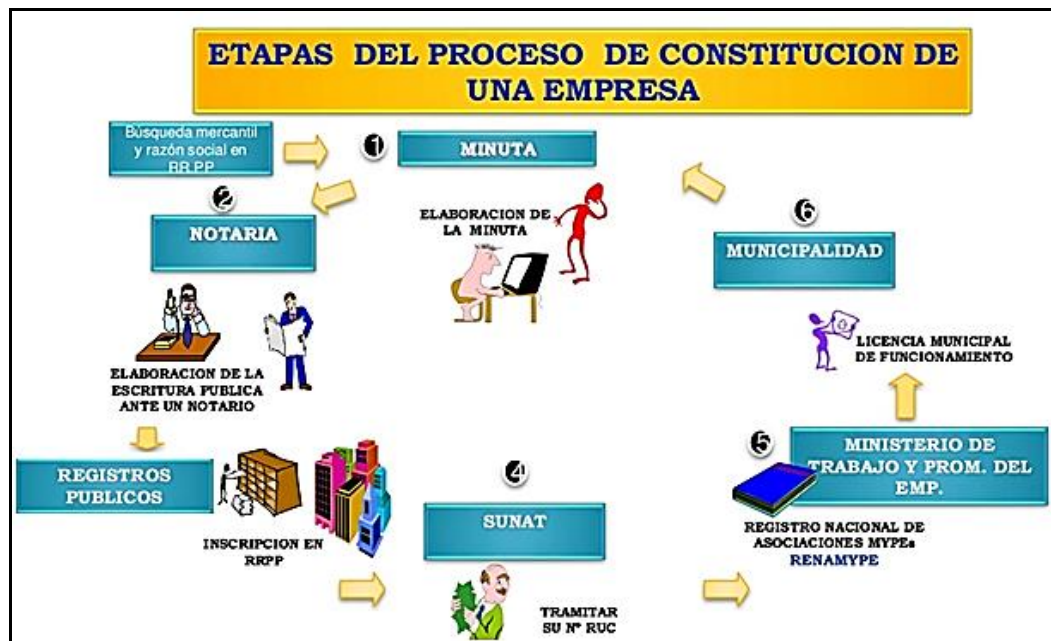 ETAPAS DEL PROCESO DE CONSTITUCION DE
UNA EMPRESA
Búsqueda mercantil
y razón social en
RR.PP
1
MINUTA
ELABORACION DE
LA MINUTA
2
NOTARIA
ELABORACION DE LA
ESCRITURA PUBLICA
ANTE UN NOTARIO
REGISTROS
PUBLICOS
INSCRIPCION EN
RRPP
4
SUNAT
TRAMITAR
SU Nº RUC
5
MINISTERIO DE
TRABAJO Y PROM. DEL
EMP.
REGISTRO NACIONAL DE
ASOCIACIONES MYPEs
RENAMYPE
6
MUNICIPALIDAD
LICENCIA MUNICIPAL
DE FUNCIONAMIENTO